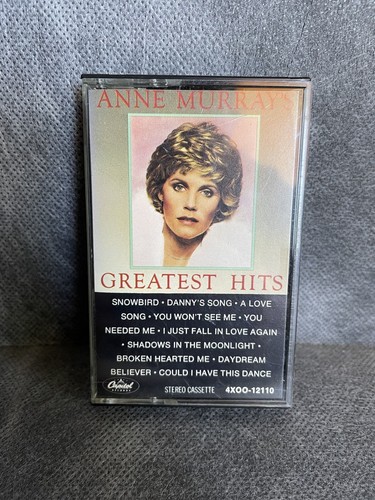 ANNE MURRAY'S
GREATEST HITS
SNOWBIRD • DANNY'S SONG • A LOVE
SONG • YOU WON'T SEE ME • YOU
NEEDED ME • I JUST FALL IN LOVE AGAIN
• SHADOWS IN THE MOONLIGHT •
BROKEN HEARTED ME • DAYDREAM
BELIEVER • COULD I HAVE THIS DANCE
Capitol
RECORDS
STEREO CASSETTE 4XOO-12110